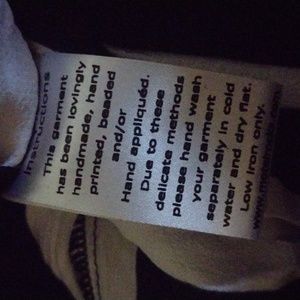 Instructions
This garment
has been lovingly
handmade, hand
printed, beaded
and/or
Hand appliquéd.
Due to these
delicate methods
please hand wash
your garment
separately in cold
water and dry flat.
Low iron only.